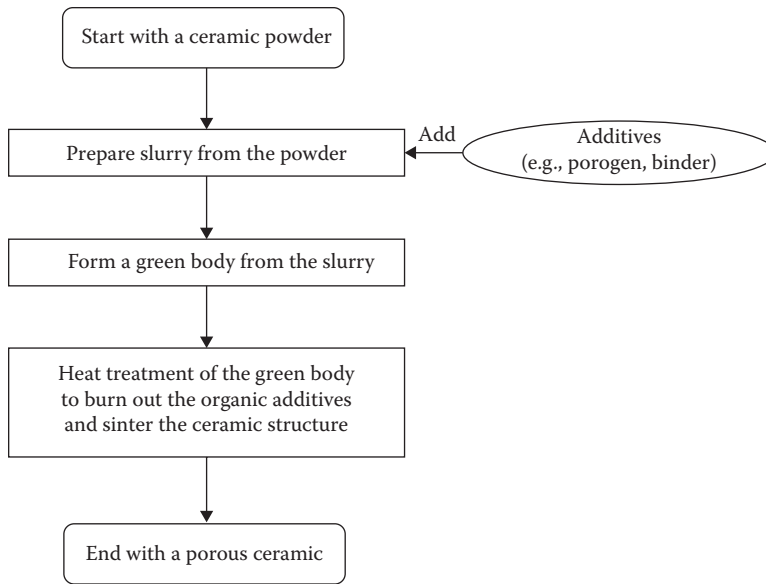 Start with a ceramic powder
Add
Additives
(e.g., porogen, binder)
Prepare slurry from the powder
Form a green body from the slurry
Heat treatment of the green body
to burn out the organic additives
and sinter the ceramic structure
End with a porous ceramic